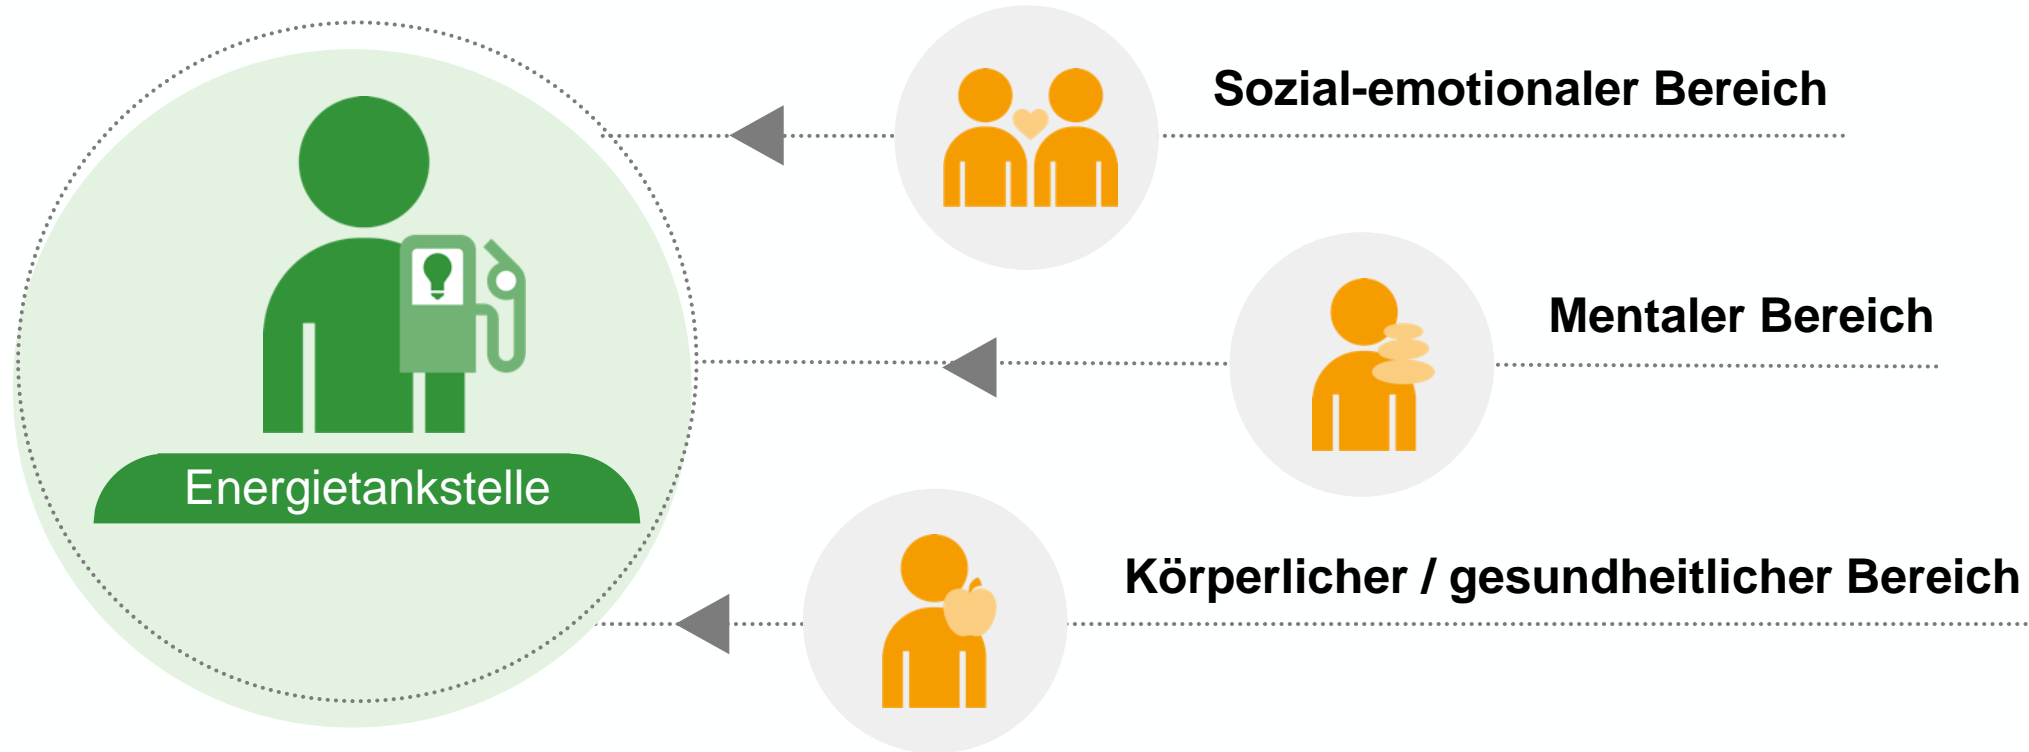 Sozial-emotionaler Bereich
Mentaler Bereich
Energietankstelle
Körperlicher / gesundheitlicher Bereich